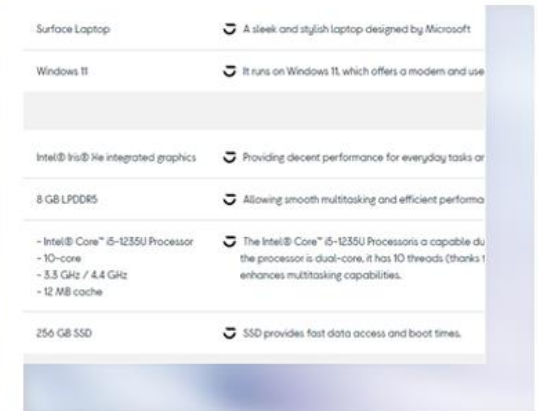 Surface Laptop
A sleek and stylish laptop designed by Microsoft
Windows 11
It runs on Windows 11, which offers a modern and use
Intel® Iris® Xe integrated graphics
Providing decent performance for everyday tasks ar
8 GB LPDDR5
Allowing smooth multitasking and efficient performa
- Intel® Core™ i5-1235U Processor
- 10-core
- 3.3 GHz / 4.4 GHz
- 12 MB cache
The Intel® Core™ i5-1235U Processoris a capable du
the processor is dual-core, it has 10 threads (thanks t
enhances multitasking capabilities.
256 GB SSD
SSD provides fast data access and boot times.